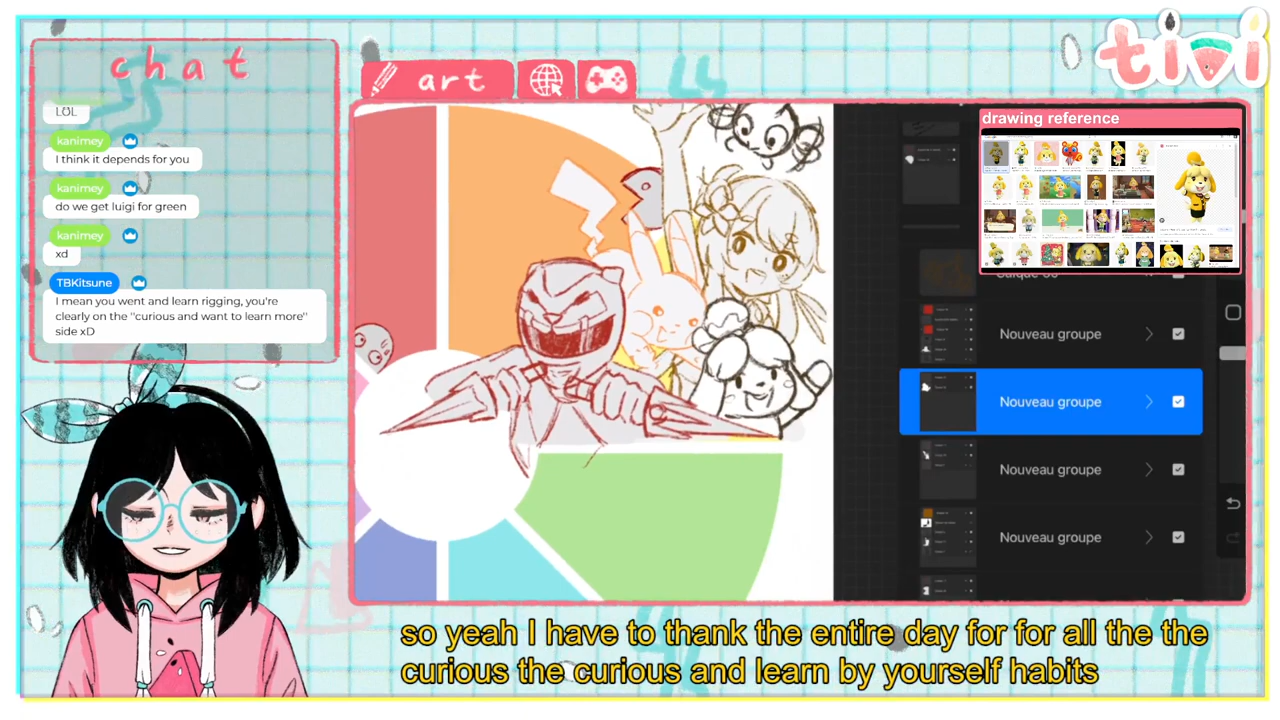 chat
LOL
kanimey
I think it depends for you
kanimey
do we get luigi for green
kanimey
xd
TBKitsune
I mean you went and learn rigging, you're
clearly on the "curious and want to learn more"
side xD
art
tivi
drawing reference
Nouveau groupe
Nouveau groupe
Nouveau groupe
Nouveau groupe
so yeah I have to thank the entire day for for all the the
curious the curious and learn by yourself habits